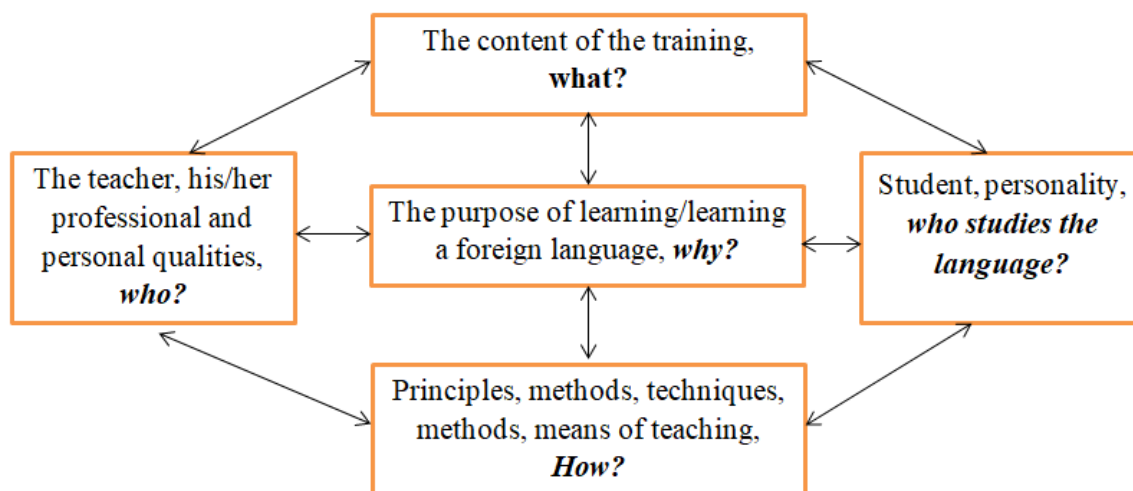 The content of the training,
what?
The teacher, his/her
professional and
personal qualities,
who?
The purpose of learning/learning
a foreign language, why?
Student, personality,
who studies the
language?
Principles, methods, techniques,
methods, means of teaching,
How?